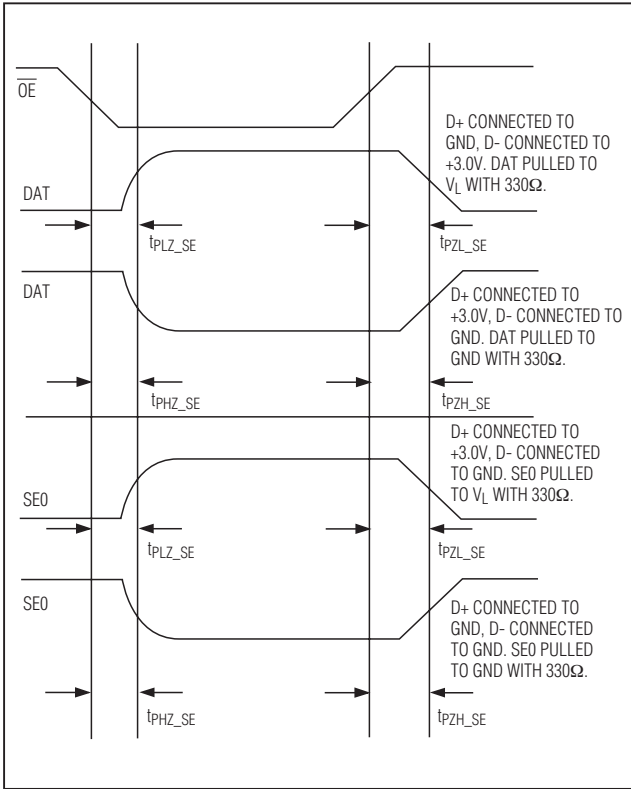 OE
D+ CONNECTED TO
GND, D- CONNECTED TO
+3.0V. DAT PULLED TO
VL WITH 330Ω.
DAT
tPLZ_SE
tPZL_SE
DAT
D+ CONNECTED TO
+3.0V, D- CONNECTED TO
GND. DAT PULLED TO
GND WITH 330Ω.
tPHZ_SE
tPZH_SE
D+ CONNECTED TO
+3.0V, D- CONNECTED
TO GND. SE0 PULLED
TO VL WITH 330Ω.
SE0
tPLZ_SE
tPZL_SE
SE0
D+ CONNECTED TO
GND, D- CONNECTED
TO GND. SE0 PULLED
TO GND WITH 330Ω.
tPHZ_SE
tPZH_SE